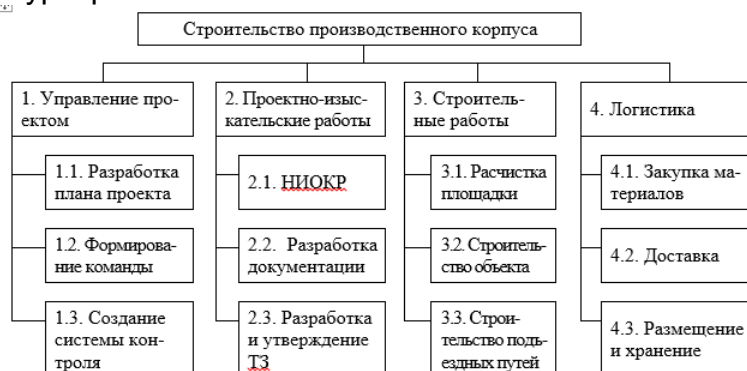 Строительство производственного корпуса
1. Управление про-
ектом
2. Проектно-изыс-
кательские работы
3. Строитель-
ные работы
4. Логистика
1.1. Разработка
плана проекта
2.1. НИОКР
3.1. Расчистка
площадки
4.1. Закупка ма-
териалов
1.2. Формирова-
ние команды
2.2. Разработка
документации
3.2. Строитель-
ство объекта
4.2. Доставка
1.3. Создание
системы кон-
троля
2.3. Разработка
и утверждение
ТЗ
3.3. Строи-
тельство подъ-
ездных путей
4.3. Размещение
и хранение